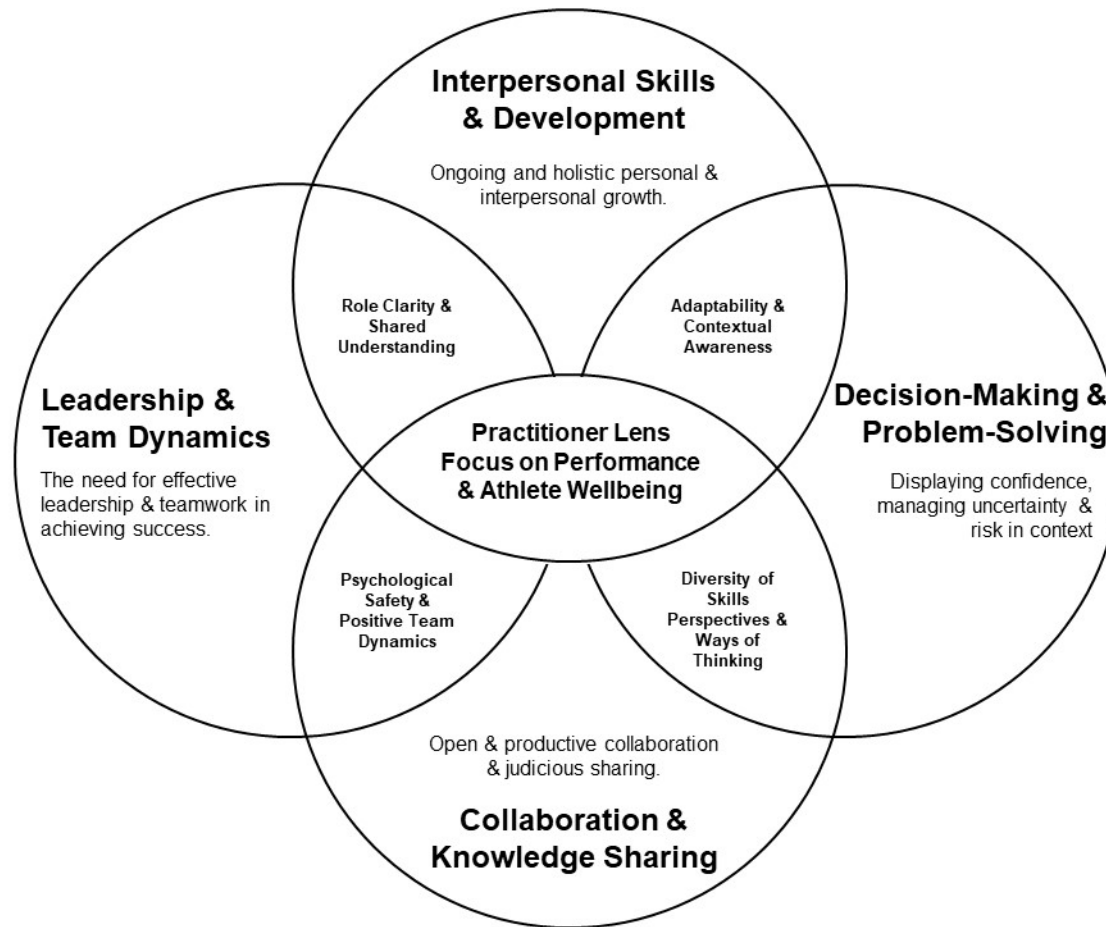 Interpersonal Skills
& Development
Ongoing and holistic personal &
interpersonal growth.
Role Clarity &
Shared
Understanding
Adaptability &
Contextual
Awareness
Leadership &
Team Dynamics
The need for effective
leadership & teamwork in
achieving success.
Practitioner Lens
Focus on Performance
& Athlete Wellbeing
Decision-Making &
Problem-Solving
Displaying confidence,
managing uncertainty &
risk in context
Psychological
Safety &
Positive Team
Dynamics
Diversity of
Skills
Perspectives &
Ways of
Thinking
Open & productive collaboration
& judicious sharing.
Collaboration &
Knowledge Sharing